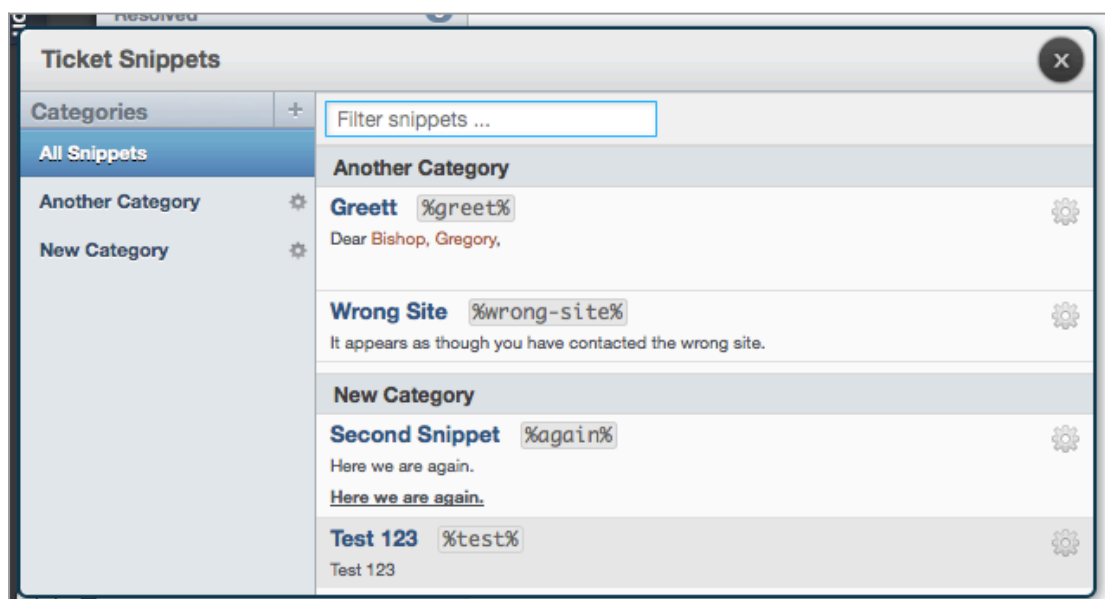 Resolved
Ticket Snippets
Categories +
All Snippets
Another Category
New Category
Filter snippets ...
Another Category
Greett %greet%
Dear Bishop, Gregory,
Wrong Site %wrong-site%
It appears as though you have contacted the wrong site.
New Category
Second Snippet %again%
Here we are again.
Here we are again.
Test 123 %test%
Test 123